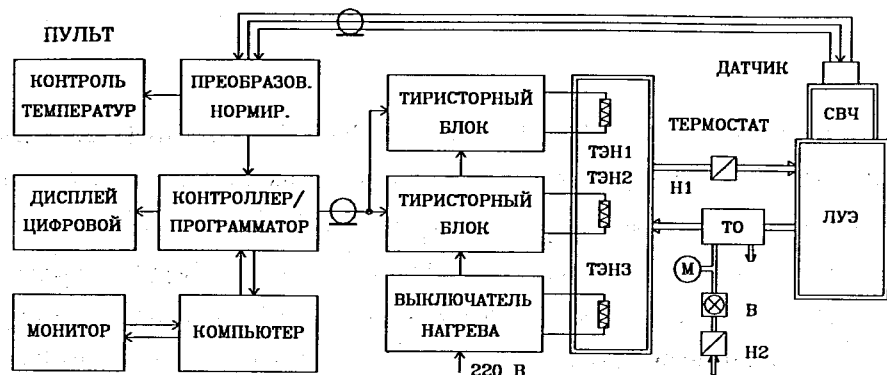 ПУЛЬТ
КОНТРОЛЬ
ТЕМПЕРАТУР
ПРЕОБРАЗОВ.
НОРМИР.
ТИРИСТОРНЫЙ
БЛОК
ДАТЧИК
СВЧ
ТЕРМОСТАТ
ТЭН1
ТЭН2
Н1
ДИСПЛЕЙ
ЦИФРОВОЙ
КОНТРОЛЛЕР/
ПРОГРАММАТОР
ТИРИСТОРНЫЙ
БЛОК
ТО
ЛУЭ
ТЭН3
М
В
МОНИТОР
КОМПЬЮТЕР
ВЫКЛЮЧАТЕЛЬ
НАГРЕВА
Н2
220 В